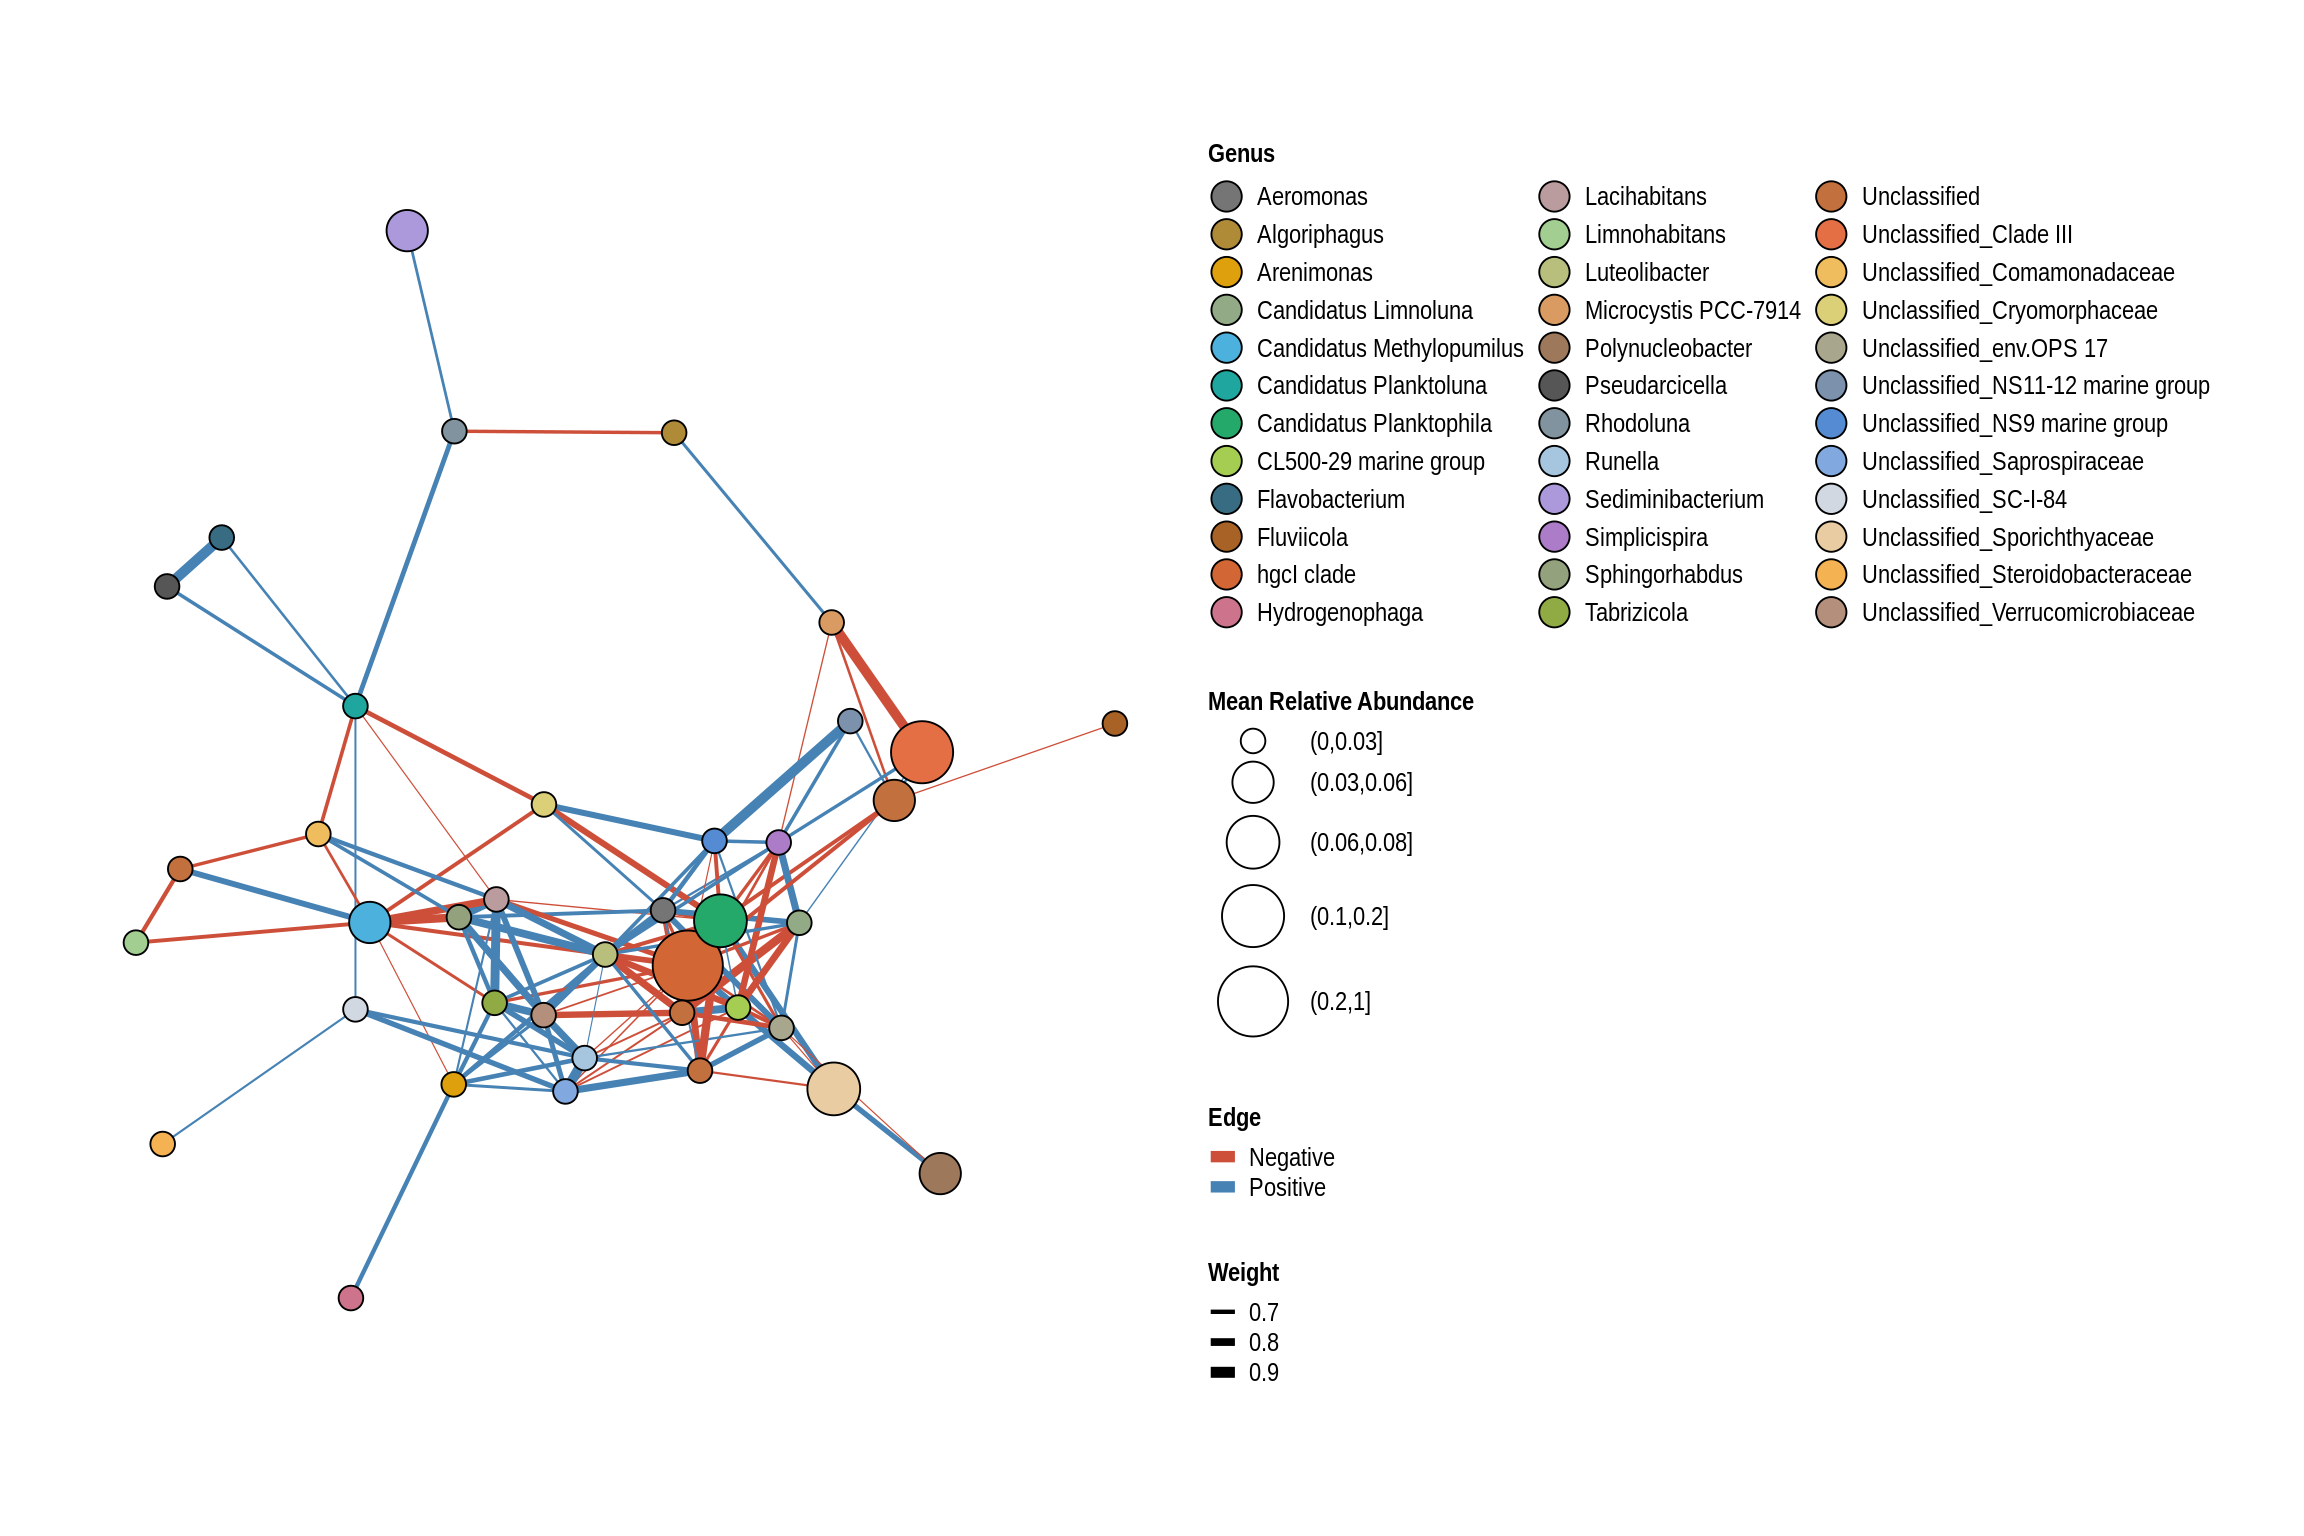 Genus
Aeromonas
Algoriphagus
Arenimonas
Candidatus Limnoluna
Candidatus Methylopumilus
Candidatus Planktoluna
Candidatus Planktophila
CL500-29 marine group
Flavobacterium
Fluviicola
hgcI clade
Hydrogenophaga
Lacihabitans
Limnohabitans
Luteolibacter
Microcystis PCC-7914
Polynucleobacter
Pseudarcicella
Rhodoluna
Runella
Sediminibacterium
Simplicispira
Sphingorhabdus
Tabrizicola
Unclassified
Unclassified_Clade III
Unclassified_Comamonadaceae
Unclassified_Cryomorphaceae
Unclassified_env.OPS 17
Unclassified_NS11-12 marine group
Unclassified_NS9 marine group
Unclassified_Saprospiraceae
Unclassified_SC-I-84
Unclassified_Sporichthyaceae
Unclassified_Steroidobacteraceae
Unclassified_Verrucomicrobiaceae
Mean Relative Abundance
(0,0.03]
(0.03,0.06]
(0.06,0.08]
(0.1,0.2]
(0.2,1]
Edge
Negative
Positive
Weight
0.7
0.8
0.9